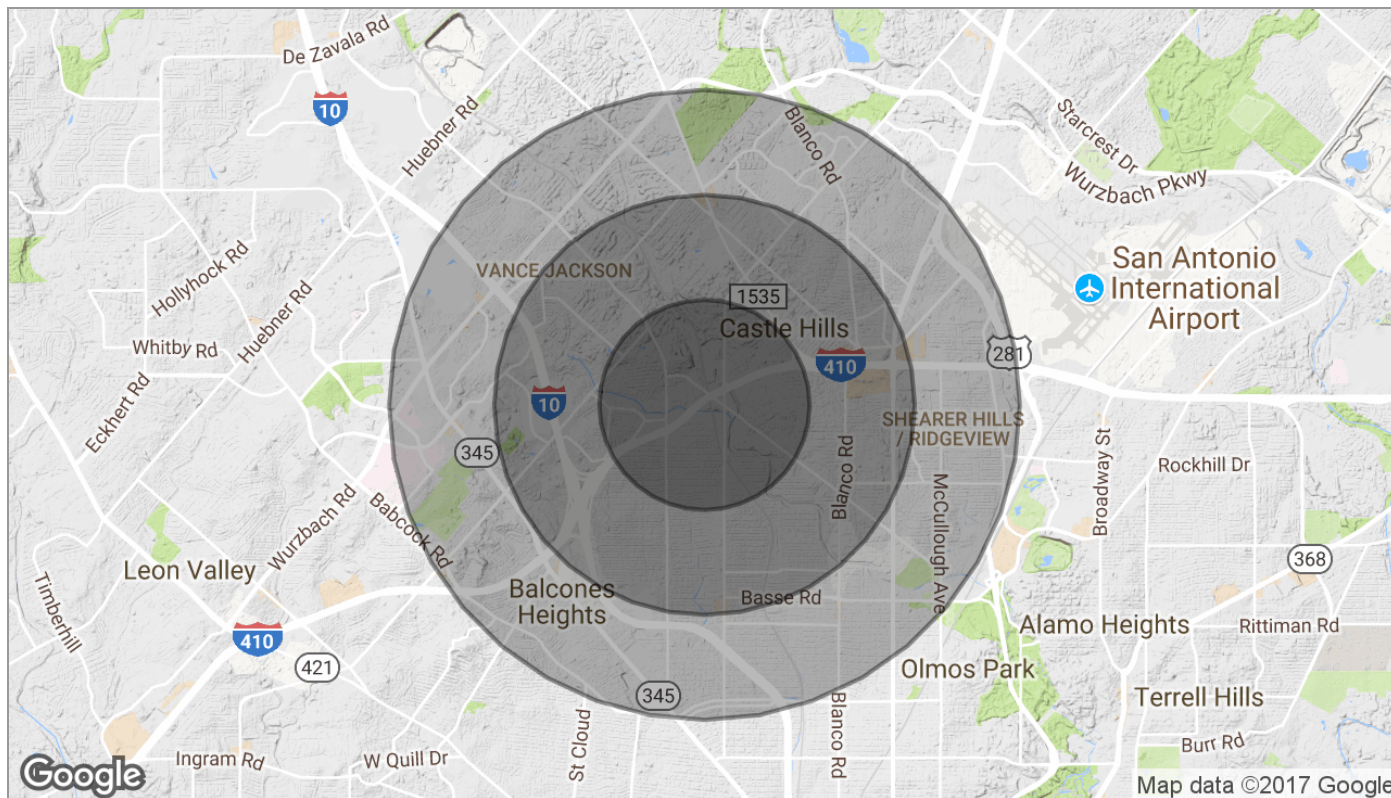 De Zavala Rd
10
Huebner Rd
Blanco Rd
Starcrest Dr
Wurzbach Pkwy
Hollyhock Rd
VANCE JACKSON
San Antonio
International
Airport
1535
Castle Hills
Huebner Rd
Whitby Rd
281
410
10
Eckhert Rd
SHEARER HILLS
/ RIDGEVIEW
345
Blanco Rd
McCullough Ave
Broadway St
Rockhill Dr
Wurzbach Rd
Babcock Rd
Leon Valley
368
Timberhill
Balcones
Heights
Basse Rd
Alamo Heights
Rittiman Rd
410
421
Olmos Park
345
Terrell Hills
St Cloud
Blanco Rd
Ingram Rd
W Quill Dr
Burr Rd
Google
Map data ©2017 Google